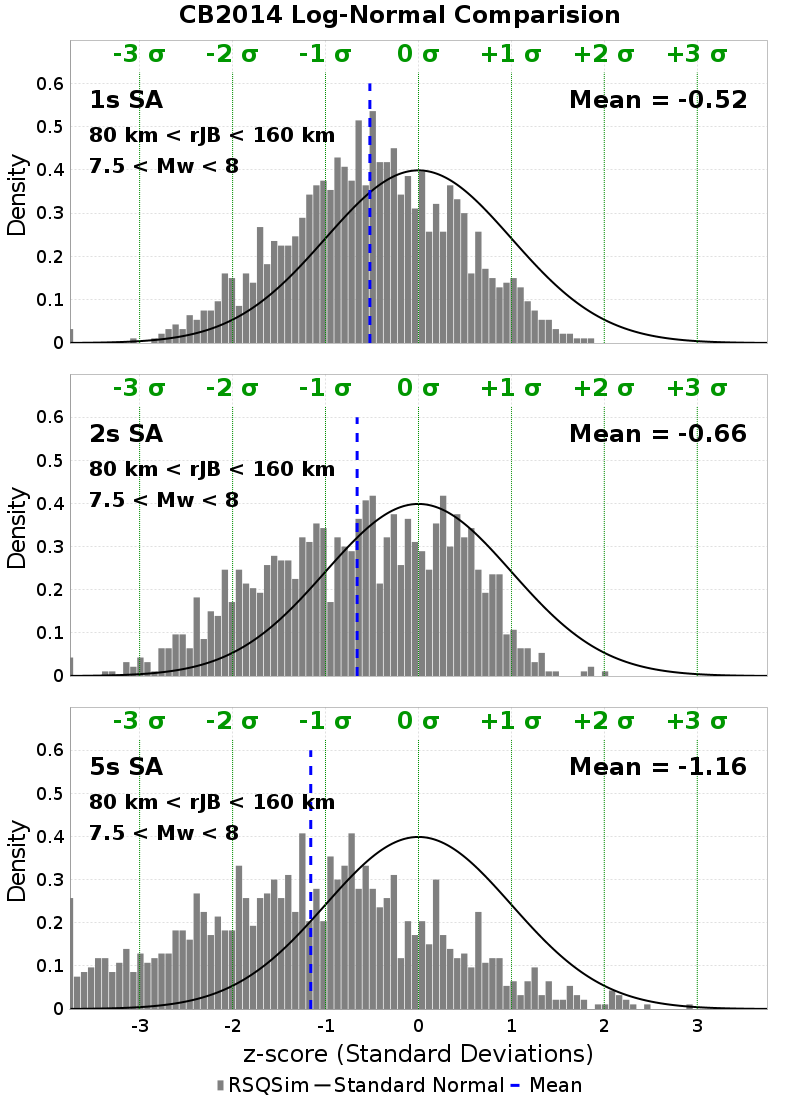 CB2014 Log-Normal Comparision
-3 σ -2 σ -1 σ 0 σ +1 σ +2 σ +3 σ
0.6
1s SA Mean = -0.52
0.5
80 km < rJB < 160 km
7.5 < Mw < 8
0.4
0.3
0.2
0.1
0
Density
-3 σ -2 σ -1 σ 0 σ +1 σ +2 σ +3 σ
0.6
2s SA Mean = -0.66
0.5
80 km < rJB < 160 km
7.5 < Mw < 8
0.4
0.3
0.2
0.1
0
Density
-3 σ -2 σ -1 σ 0 σ +1 σ +2 σ +3 σ
0.6
5s SA Mean = -1.16
0.5
80 km < rJB < 160 km
7.5 < Mw < 8
0.4
0.3
0.2
0.1
0
Density
-3 -2 -1 0 1 2 3
z-score (Standard Deviations)
RSQSim Standard Normal Mean